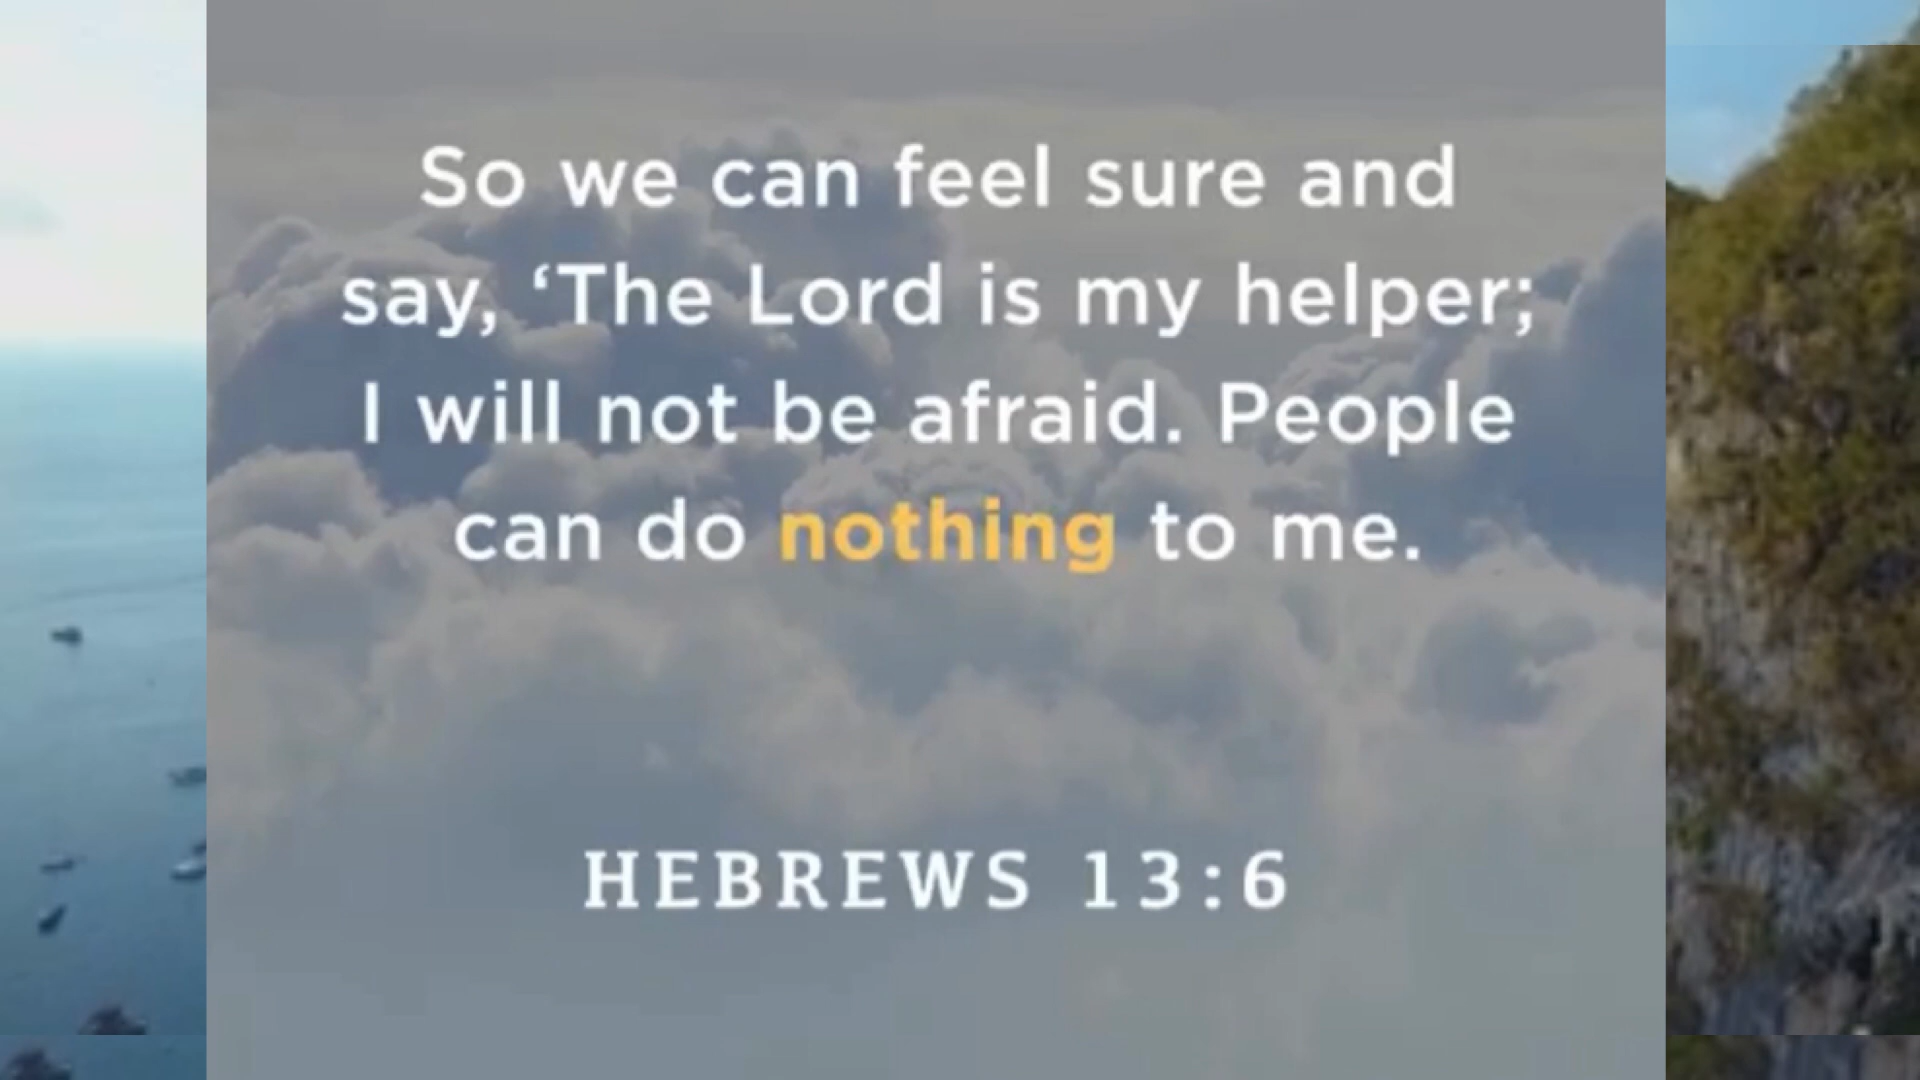 So we can feel sure and
say, ‘The Lord is my helper;
I will not be afraid. People
can do nothing to me.
HEBREWS 13:6